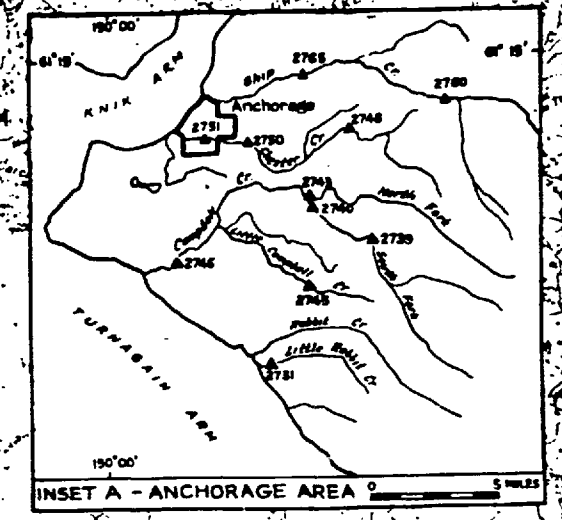 150°00'
61°15'
61°15'
KNIK ARM
SHIP Cr.
2765
2780
Anchorage
2751
2750
Chester Cr
2748
2743
2740
North Fork
Campbell Cr.
2746
Little Campbell Cr.
2745
2739
South Fork
Rabbit Cr
Little Rabbit Cr.
2731
TURNAGAIN ARM
150°00'
INSET A - ANCHORAGE AREA
0 5 MILES